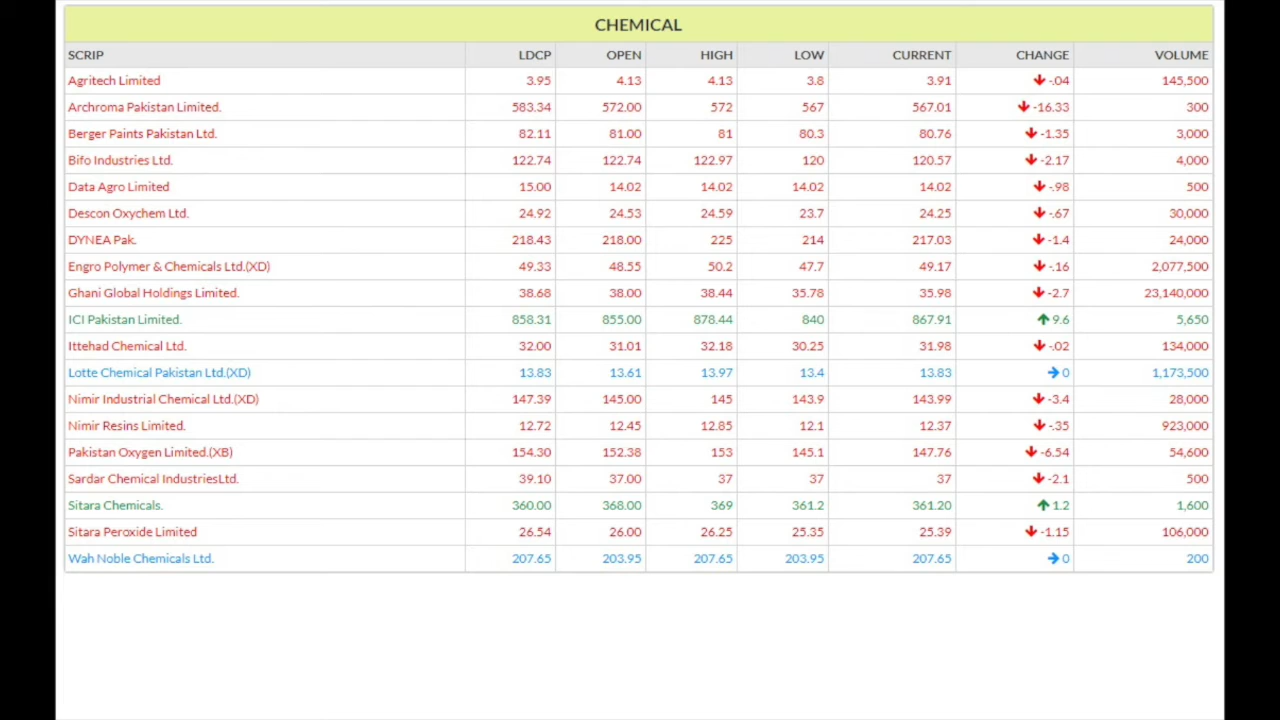 CHEMICAL
SCRIP LDCP OPEN HIGH LOW CURRENT CHANGE VOLUME
Agritech Limited 3.95 4.13 4.13 3.8 3.91 -.04 145,500
Archroma Pakistan Limited. 583.34 572.00 572 567 567.01 -16.33 300
Berger Paints Pakistan Ltd. 82.11 81.00 81 80.3 80.76 -1.35 3,000
Bifo Industries Ltd. 122.74 122.74 122.97 120 120.57 -2.17 4,000
Data Agro Limited 15.00 14.02 14.02 14.02 14.02 -.98 500
Descon Oxychem Ltd. 24.92 24.53 24.59 23.7 24.25 -.67 30,000
DYNEA Pak. 218.43 218.00 225 214 217.03 -1.4 24,000
Engro Polymer & Chemicals Ltd.(XD) 49.33 48.55 50.2 47.7 49.17 -.16 2,077,500
Ghani Global Holdings Limited. 38.68 38.00 38.44 35.78 35.98 -2.7 23,140,000
ICI Pakistan Limited. 858.31 855.00 878.44 840 867.91 9.6 5,650
Ittehad Chemical Ltd. 32.00 31.01 32.18 30.25 31.98 -.02 134,000
Lotte Chemical Pakistan Ltd.(XD) 13.83 13.61 13.97 13.4 13.83 0 1,173,500
Nimir Industrial Chemical Ltd.(XD) 147.39 145.00 145 143.9 143.99 -3.4 28,000
Nimir Resins Limited. 12.72 12.45 12.85 12.1 12.37 -.35 923,000
Pakistan Oxygen Limited.(XB) 154.30 152.38 153 145.1 147.76 -6.54 54,600
Sardar Chemical IndustriesLtd. 39.10 37.00 37 37 37 -2.1 500
Sitara Chemicals. 360.00 368.00 369 361.2 361.20 1.2 1,600
Sitara Peroxide Limited 26.54 26.00 26.25 25.35 25.39 -1.15 106,000
Wah Noble Chemicals Ltd. 207.65 203.95 207.65 203.95 207.65 0 200